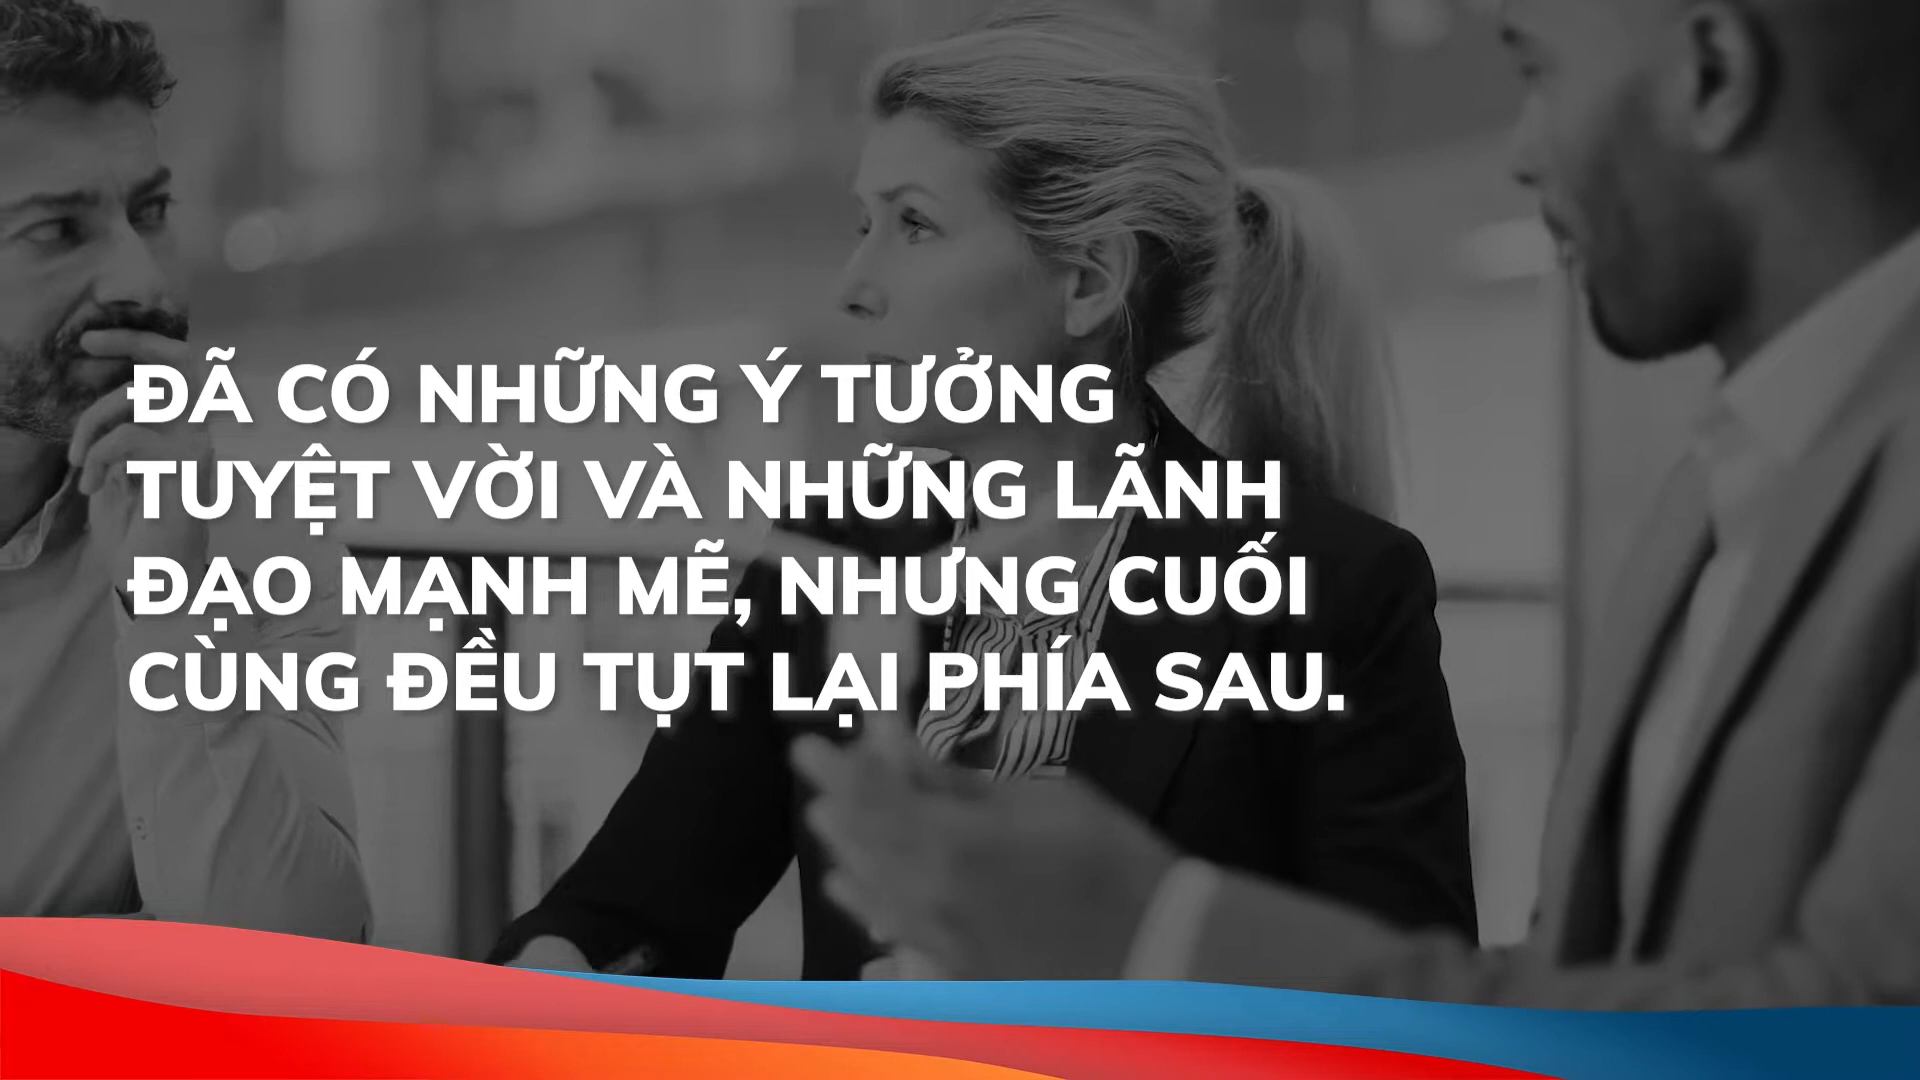 ĐÃ CÓ NHỮNG Ý TƯỞNG
TUYỆT VỜI VÀ NHỮNG LÃNH
ĐẠO MẠNH MẼ, NHƯNG CUỐI
CÙNG ĐỀU TỤT LẠI PHÍA SAU.